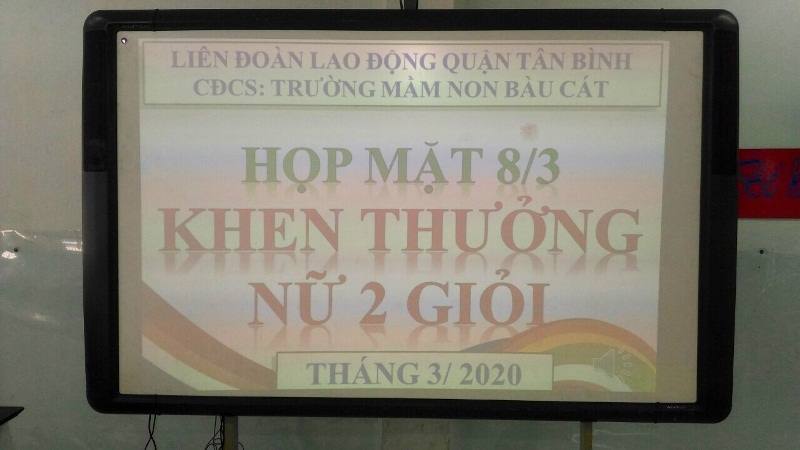 LIÊN ĐOÀN LAO ĐỘNG QUẬN TÂN BÌNH
CĐCS: TRƯỜNG MẦM NON BÀU CÁT
HỌP MẶT 8/3
KHEN THƯỞNG
NỮ 2 GIỎI
THÁNG 3/ 2020